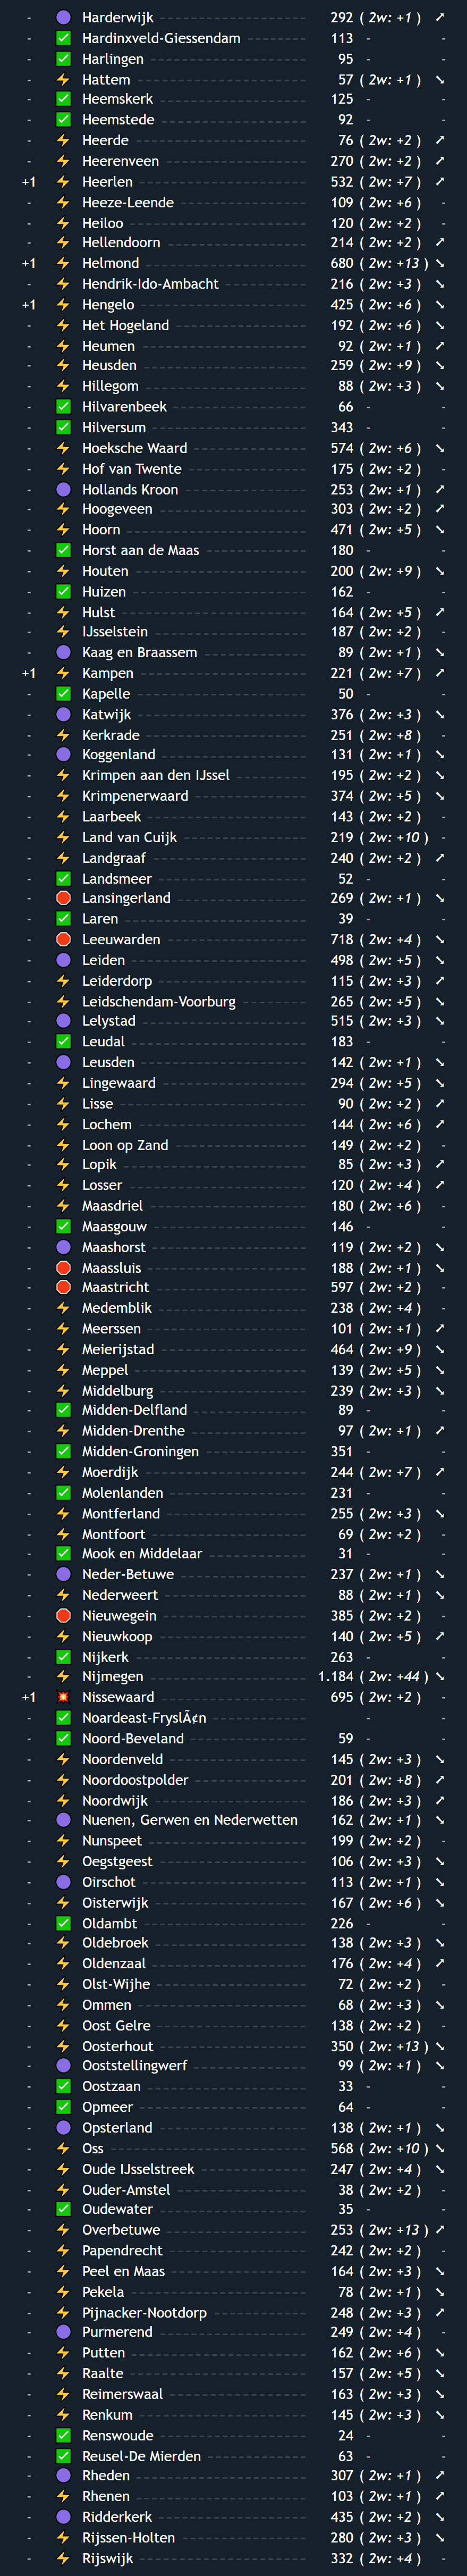 - 🟣 Harderwijk 292 ( 2w: +1 ) ➚
- ✅ Hardinxveld-Giessendam 113 - -
- ✅ Harlingen 95 - -
- ⚡ Hattem 57 ( 2w: +1 ) ➘
- ✅ Heemskerk 125 - -
- ✅ Heemstede 92 - -
- ⚡ Heerde 76 ( 2w: +2 ) ➚
- ⚡ Heerenveen 270 ( 2w: +2 ) ➚
+1 ⚡ Heerlen 532 ( 2w: +7 ) ➚
- ⚡ Heeze-Leende 109 ( 2w: +6 ) -
- ⚡ Heiloo 120 ( 2w: +2 ) -
- ⚡ Hellendoorn 214 ( 2w: +2 ) ➚
+1 ⚡ Helmond 680 ( 2w: +13 ) ➘
- ⚡ Hendrik-Ido-Ambacht 216 ( 2w: +3 ) ➘
+1 ⚡ Hengelo 425 ( 2w: +6 ) ➘
- ⚡ Het Hogeland 192 ( 2w: +6 ) ➘
- ⚡ Heumen 92 ( 2w: +1 ) ➚
- ⚡ Heusden 259 ( 2w: +9 ) ➘
- ⚡ Hillegom 88 ( 2w: +3 ) ➘
- ✅ Hilvarenbeek 66 - -
- ✅ Hilversum 343 - -
- ⚡ Hoeksche Waard 574 ( 2w: +6 ) ➘
- ⚡ Hof van Twente 175 ( 2w: +2 ) -
- 🟣 Hollands Kroon 253 ( 2w: +1 ) ➚
- ⚡ Hoogeveen 303 ( 2w: +2 ) ➚
- ⚡ Hoorn 471 ( 2w: +5 ) ➘
- ✅ Horst aan de Maas 180 - -
- ⚡ Houten 200 ( 2w: +9 ) ➘
- ✅ Huizen 162 - -
- ⚡ Hulst 164 ( 2w: +5 ) ➚
- ⚡ IJsselstein 187 ( 2w: +2 ) -
- 🟣 Kaag en Braassem 89 ( 2w: +1 ) ➘
+1 ⚡ Kampen 221 ( 2w: +7 ) ➚
- ✅ Kapelle 50 - -
- 🟣 Katwijk 376 ( 2w: +3 ) ➘
- ⚡ Kerkrade 251 ( 2w: +8 ) -
- 🟣 Koggenland 131 ( 2w: +1 ) ➘
- ⚡ Krimpen aan den IJssel 195 ( 2w: +2 ) ➘
- ⚡ Krimpenerwaard 374 ( 2w: +5 ) ➘
- ⚡ Laarbeek 143 ( 2w: +2 ) -
- ⚡ Land van Cuijk 219 ( 2w: +10 ) -
- ⚡ Landgraaf 240 ( 2w: +2 ) ➚
- ✅ Landsmeer 52 - -
- 🛑 Lansingerland 269 ( 2w: +1 ) ➘
- ✅ Laren 39 - -
- 🛑 Leeuwarden 718 ( 2w: +4 ) ➘
- 🟣 Leiden 498 ( 2w: +5 ) ➘
- ⚡ Leiderdorp 115 ( 2w: +3 ) ➚
- ⚡ Leidschendam-Voorburg 265 ( 2w: +5 ) ➘
- 🟣 Lelystad 515 ( 2w: +3 ) ➘
- ✅ Leudal 183 - -
- 🟣 Leusden 142 ( 2w: +1 ) ➘
- ⚡ Lingewaard 294 ( 2w: +5 ) ➘
- ⚡ Lisse 90 ( 2w: +2 ) ➚
- ⚡ Lochem 144 ( 2w: +6 ) ➚
- ⚡ Loon op Zand 149 ( 2w: +2 ) -
- ⚡ Lopik 85 ( 2w: +3 ) ➚
- ⚡ Losser 120 ( 2w: +4 ) ➚
- ⚡ Maasdriel 180 ( 2w: +6 ) -
- ✅ Maasgouw 146 - -
- 🟣 Maashorst 119 ( 2w: +2 ) ➘
- 🛑 Maassluis 188 ( 2w: +1 ) ➘
- 🛑 Maastricht 597 ( 2w: +2 ) -
- ⚡ Medemblik 238 ( 2w: +4 ) -
- ⚡ Meerssen 101 ( 2w: +1 ) ➚
- ⚡ Meierijstad 464 ( 2w: +9 ) ➘
- ⚡ Meppel 139 ( 2w: +5 ) ➘
- ⚡ Middelburg 239 ( 2w: +3 ) ➘
- ✅ Midden-Delfland 89 - -
- ⚡ Midden-Drenthe 97 ( 2w: +1 ) ➚
- ✅ Midden-Groningen 351 - -
- ⚡ Moerdijk 244 ( 2w: +7 ) ➚
- ✅ Molenlanden 231 - -
- ⚡ Montferland 255 ( 2w: +3 ) ➘
- ⚡ Montfoort 69 ( 2w: +2 ) -
- ✅ Mook en Middelaar 31 - -
- 🟣 Neder-Betuwe 237 ( 2w: +1 ) ➘
- ⚡ Nederweert 88 ( 2w: +1 ) ➘
- 🛑 Nieuwegein 385 ( 2w: +2 ) -
- ⚡ Nieuwkoop 140 ( 2w: +5 ) ➚
- ✅ Nijkerk 263 - -
- ⚡ Nijmegen 1.184 ( 2w: +44 ) ➘
+1 💥 Nissewaard 695 ( 2w: +2 ) -
- ✅ Noardeast-FryslÃ¢n - -
- ✅ Noord-Beveland 59 - -
- ⚡ Noordenveld 145 ( 2w: +3 ) ➘
- ⚡ Noordoostpolder 201 ( 2w: +8 ) ➚
- ⚡ Noordwijk 186 ( 2w: +3 ) ➚
- 🟣 Nuenen, Gerwen en Nederwetten 162 ( 2w: +1 ) ➘
- ⚡ Nunspeet 199 ( 2w: +2 ) -
- ⚡ Oegstgeest 106 ( 2w: +3 ) ➘
- 🟣 Oirschot 113 ( 2w: +1 ) ➘
- ⚡ Oisterwijk 167 ( 2w: +6 ) ➘
- ✅ Oldambt 226 - -
- ⚡ Oldebroek 138 ( 2w: +3 ) ➘
- ⚡ Oldenzaal 176 ( 2w: +4 ) ➚
- ⚡ Olst-Wijhe 72 ( 2w: +2 ) -
- ⚡ Ommen 68 ( 2w: +3 ) ➘
- ⚡ Oost Gelre 138 ( 2w: +2 ) -
- ⚡ Oosterhout 350 ( 2w: +13 ) ➘
- 🟣 Ooststellingwerf 99 ( 2w: +1 ) ➘
- ✅ Oostzaan 33 - -
- ✅ Opmeer 64 - -
- 🟣 Opsterland 138 ( 2w: +1 ) ➘
- ⚡ Oss 568 ( 2w: +10 ) ➘
- ⚡ Oude IJsselstreek 247 ( 2w: +4 ) ➘
- ⚡ Ouder-Amstel 38 ( 2w: +2 ) -
- ✅ Oudewater 35 - -
- ⚡ Overbetuwe 253 ( 2w: +13 ) ➚
- ⚡ Papendrecht 242 ( 2w: +2 ) -
- ⚡ Peel en Maas 164 ( 2w: +3 ) ➘
- ⚡ Pekela 78 ( 2w: +1 ) ➘
- ⚡ Pijnacker-Nootdorp 248 ( 2w: +3 ) ➚
- 🟣 Purmerend 249 ( 2w: +4 ) -
- ⚡ Putten 162 ( 2w: +6 ) ➘
- ⚡ Raalte 157 ( 2w: +5 ) ➘
- ⚡ Reimerswaal 163 ( 2w: +3 ) ➘
- ⚡ Renkum 145 ( 2w: +3 ) ➘
- ✅ Renswoude 24 - -
- ✅ Reusel-De Mierden 63 - -
- 🟣 Rheden 307 ( 2w: +1 ) ➚
- ⚡ Rhenen 103 ( 2w: +1 ) ➚
- 🟣 Ridderkerk 435 ( 2w: +2 ) ➘
- ⚡ Rijssen-Holten 280 ( 2w: +3 ) ➘
- ⚡ Rijswijk 332 ( 2w: +4 ) -